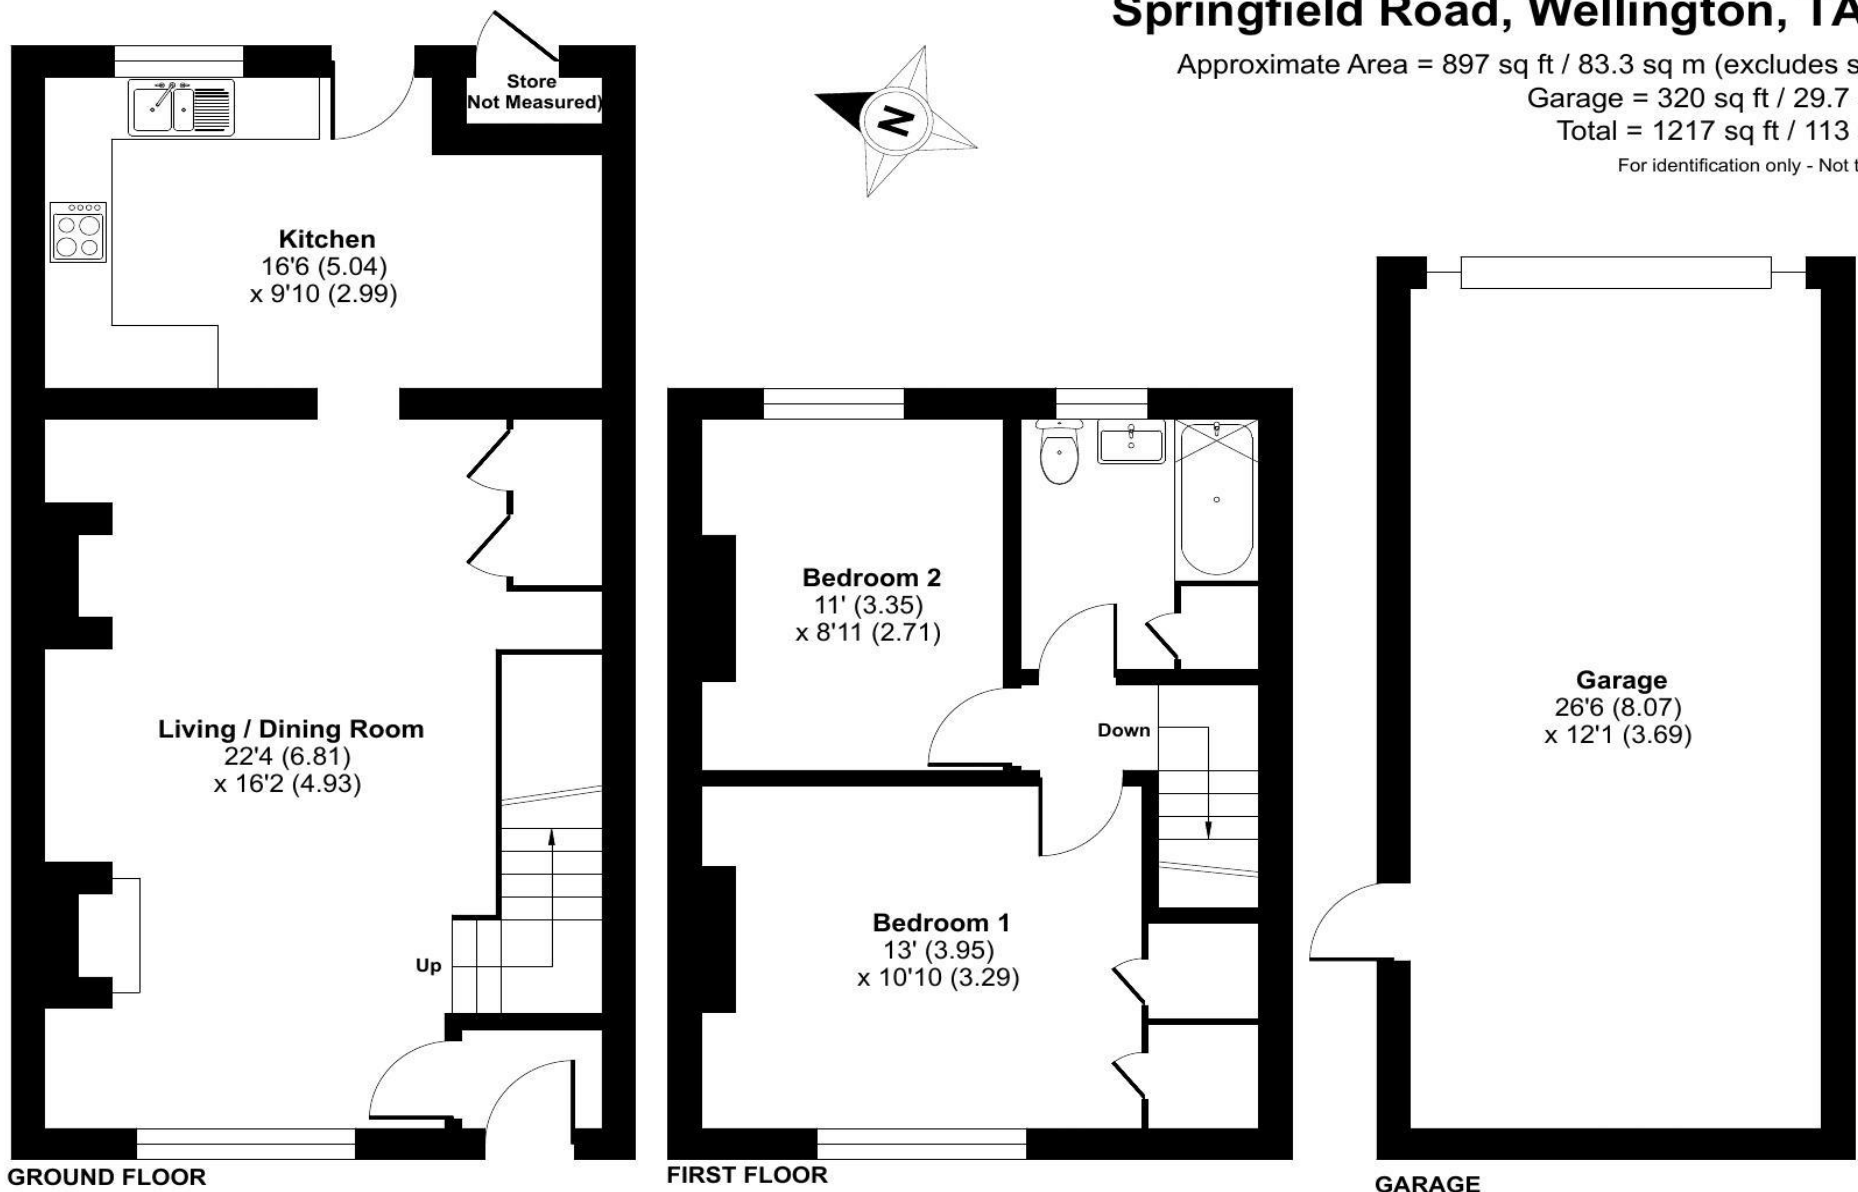 Springfield Road, Wellington, TA
Approximate Area = 897 sq ft / 83.3 sq m (excludes s
Garage = 320 sq ft / 29.7
Total = 1217 sq ft / 113
For identification only - Not t
Store
Not Measured)
Kitchen
16'6 (5.04)
x 9'10 (2.99)
N
Living / Dining Room
22'4 (6.81)
x 16'2 (4.93)
Up
GROUND FLOOR
Bedroom 2
11' (3.35)
x 8'11 (2.71)
Down
Bedroom 1
13' (3.95)
x 10'10 (3.29)
FIRST FLOOR
Garage
26'6 (8.07)
x 12'1 (3.69)
GARAGE